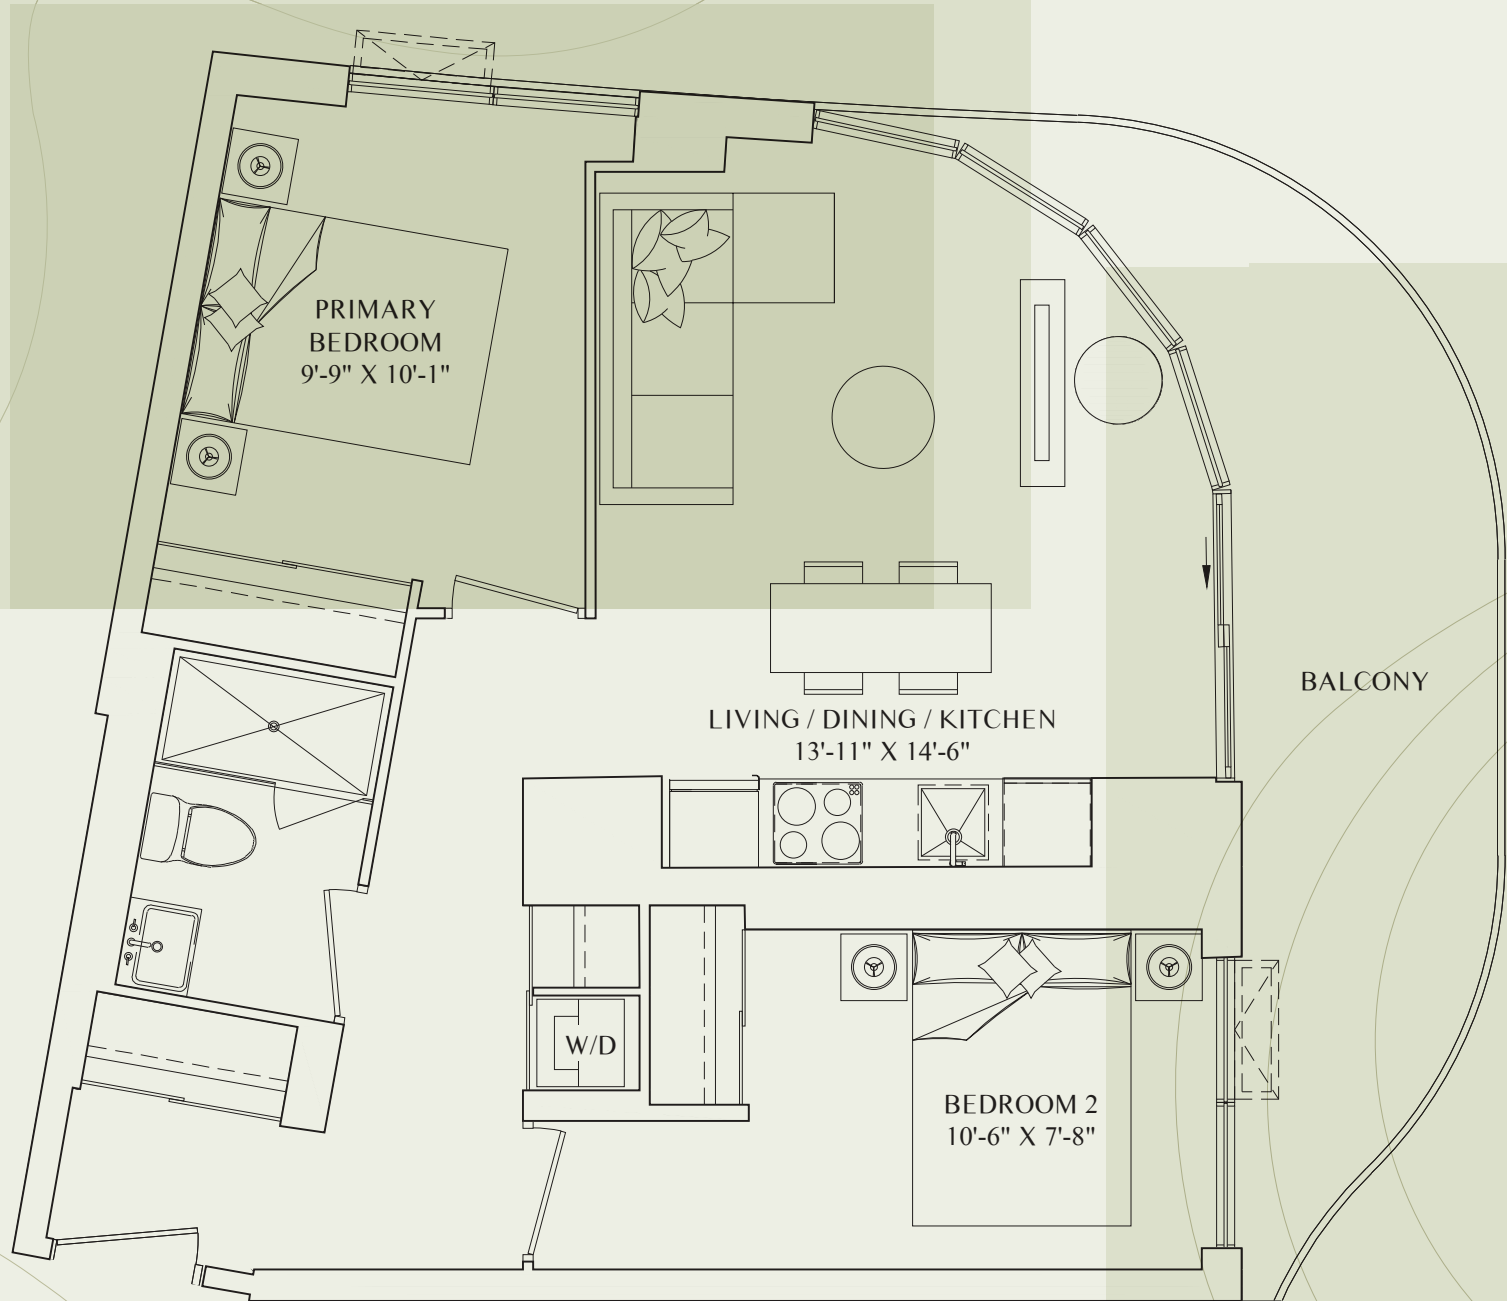 PRIMARY
BEDROOM
9'-9" X 10'-1"
BALCONY
LIVING / DINING / KITCHEN
13'-11" X 14'-6"
W/D
BEDROOM 2
10'-6" X 7'-8"